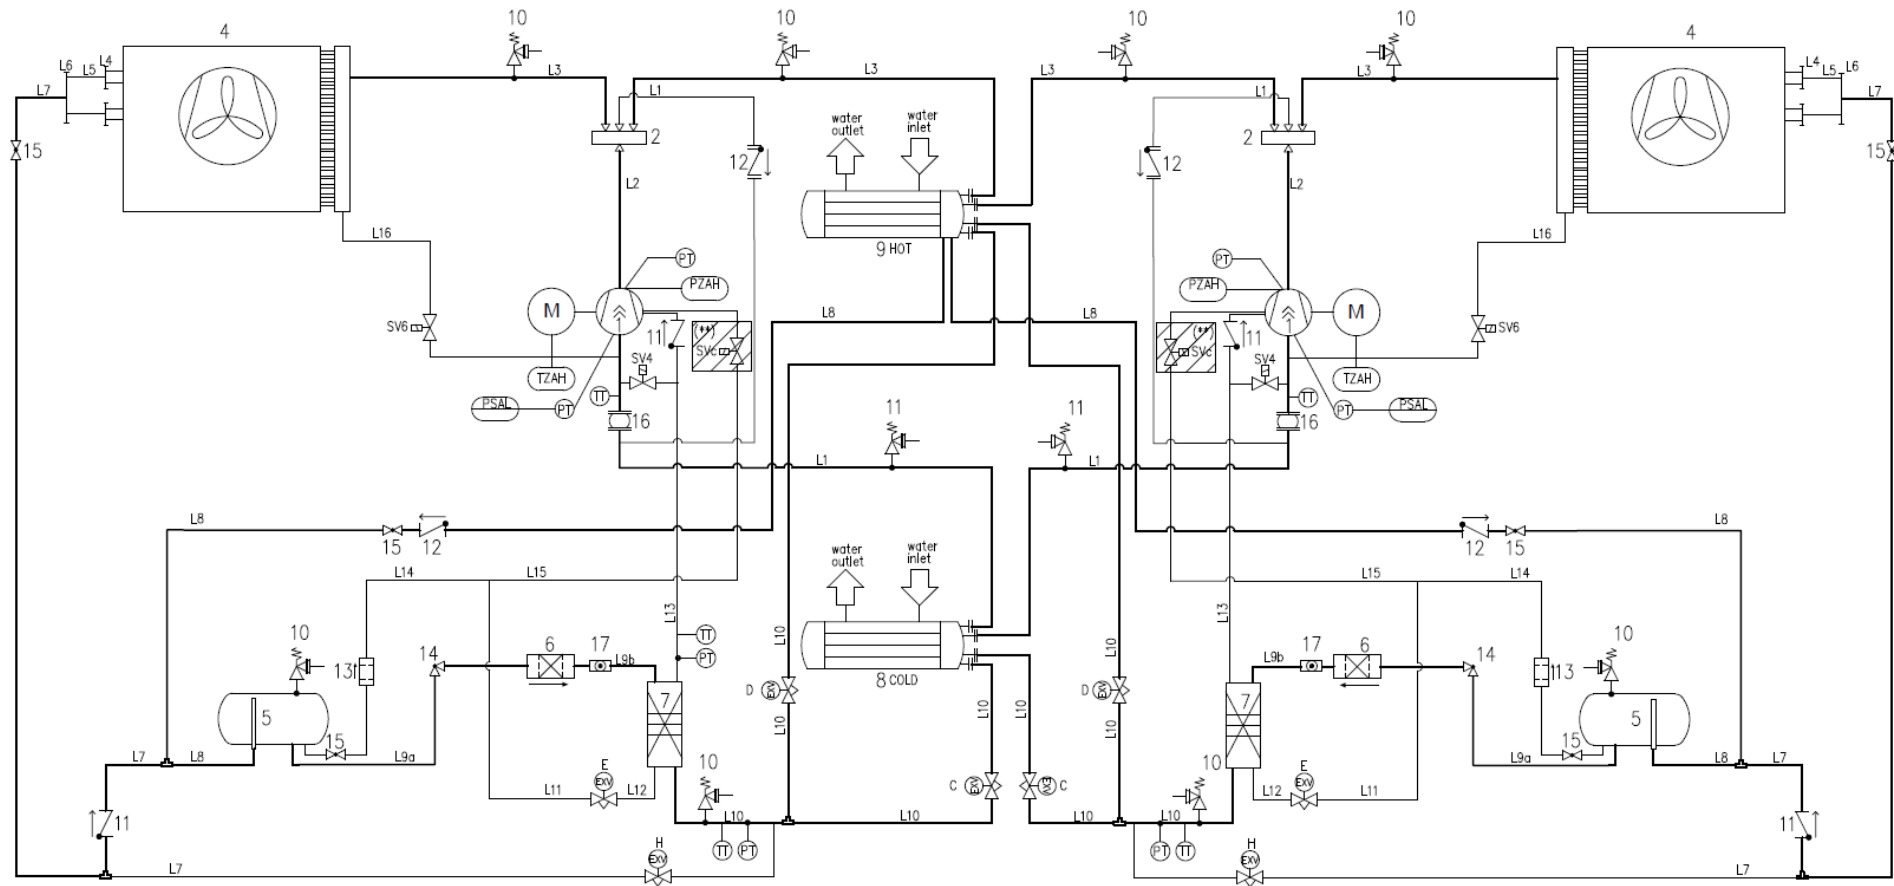 10 10 10 10
4 4
L6 L5 L4 L3 L3 L3 L3 L4 L5 L6
L7 L7
L1 L1
water outlet water inlet
2 2
15 12 12 15
L2 L2
L16 L16
9 HOT
PT PT
PZAH PZAH
M M
L8 L8
SV6 11 (**) (**) 11 SV6
SVc SVc
SV4 SV4
TZAH TZAH
TT TT
PSAL PT PT PSAL
16 11 11 16
L1 L1
L8 L8
15 12 12 15
water outlet water inlet
L14 L15 L15 L14
L13 L13
10 TT L10 L10 10
13 14 6 17 L9b PT L9b 17 6 14 13
8 COLD
D EXV EXV D
5 7 7 5
15 L10 L10 L10 L10 15
L7 L8 L9a L9a L8 L7
10 10
E EXV C EXV EXV C E EXV
L11 L12 L12 L11
11 L10 L10 L10 L10 11
TT PT PT TT
H H
L7 EXV EXV L7